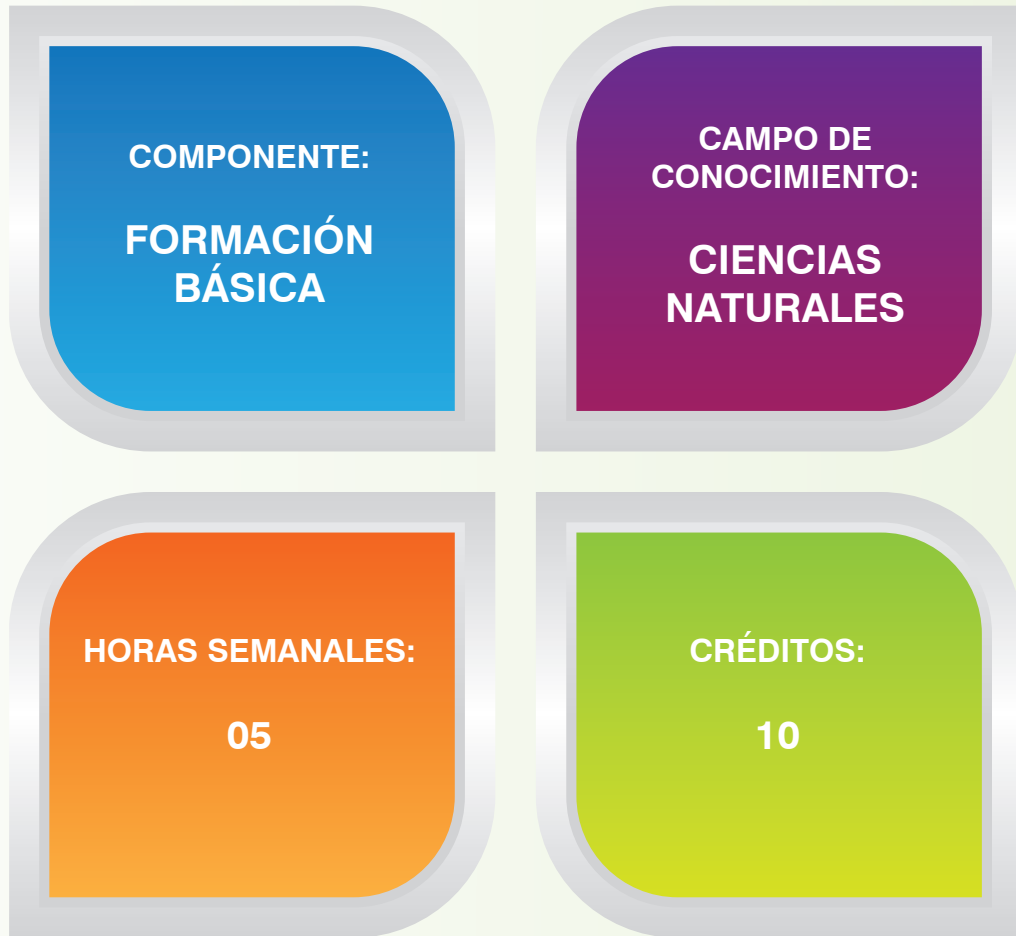 COMPONENTE:
FORMACIÓN
BÁSICA
CAMPO DE
CONOCIMIENTO:
CIENCIAS
NATURALES
HORAS SEMANALES:
05
CRÉDITOS:
10